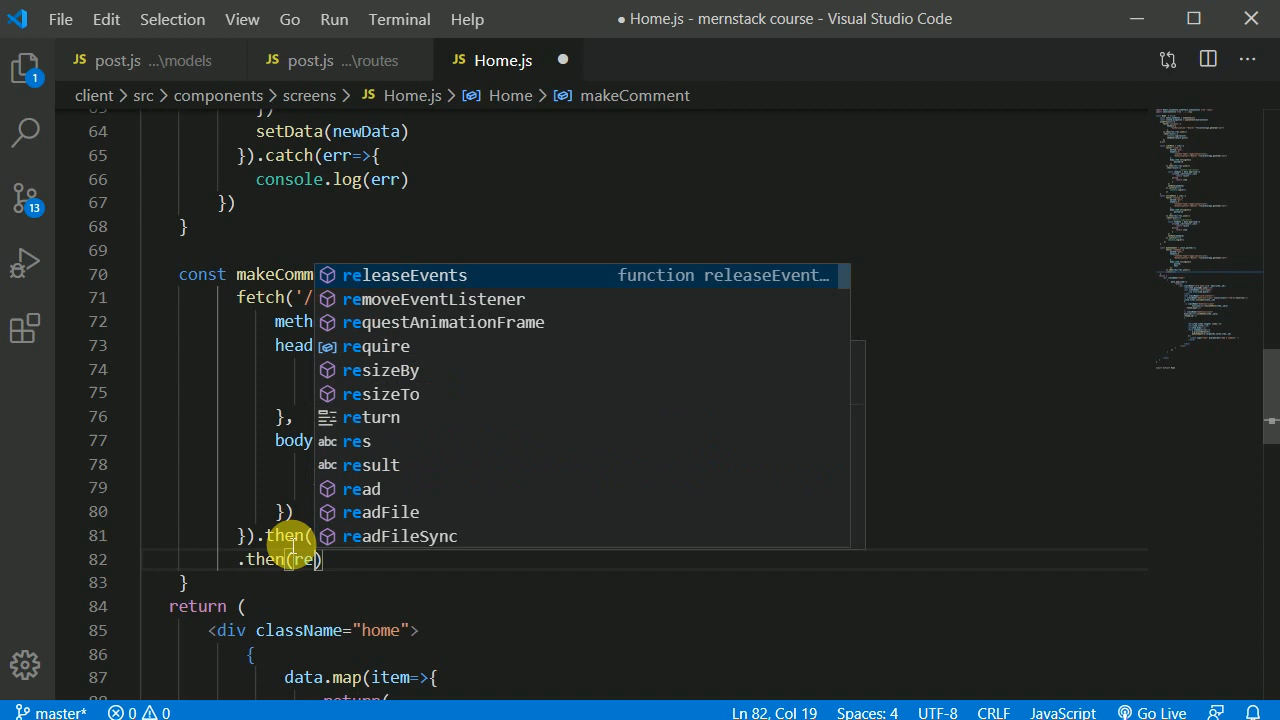 File Edit Selection View Go Run Terminal Help ● Home.js - mernstack course - Visual Studio Code
JS post.js ...\models JS post.js ...\routes JS Home.js
client > src > components > screens > JS Home.js > Home > makeComment
64 setData(newData)
65 }).catch(err=>{
66 console.log(err)
67 })
68 }
69
70 const makeComm
71 fetch('/
72 meth
73 head
74
75
76 },
77 body
78
79
80 })
81 }).then(
82 .then(re)
83 }
84 return (
85 <div className="home">
86 {
87 data.map(item=>{
return(
releaseEvents function releaseEvent…
removeEventListener
requestAnimationFrame
require
resizeBy
resizeTo
return
abc res
abc result
read
readFile
readFileSync
1
13
master* 0 0 Ln 82, Col 19 Spaces: 4 UTF-8 CRLF JavaScript Go Live